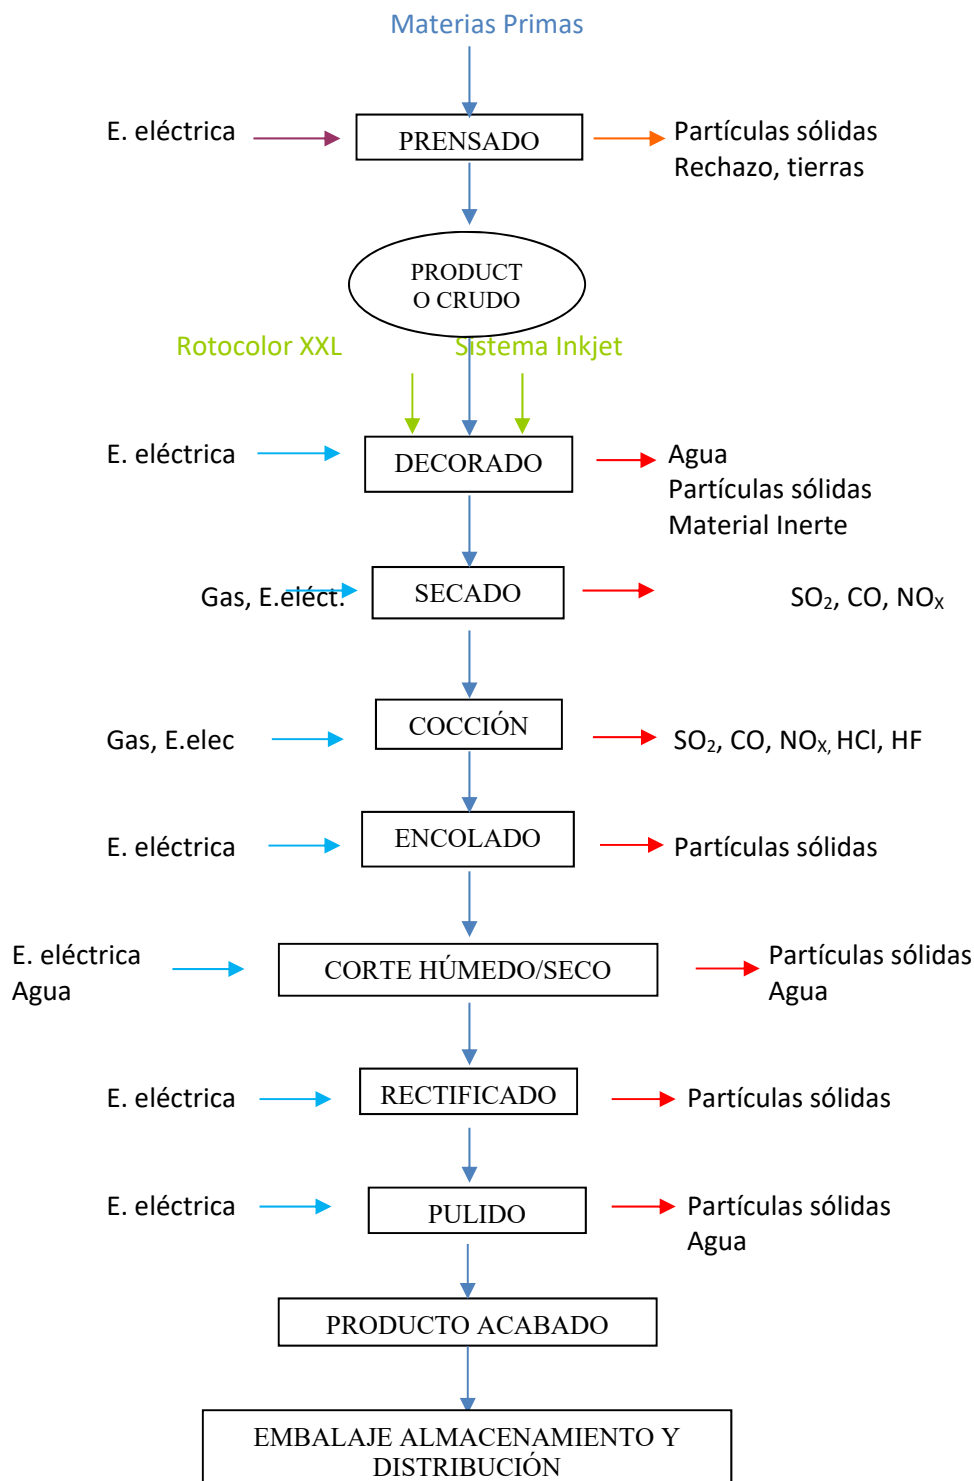 Materias Primas
E. eléctrica
PRENSADO
Partículas sólidas
Rechazo, tierras
PRODUCT
O CRUDO
Rotocolor XXL
Sistema Inkjet
E. eléctrica
DECORADO
Agua
Partículas sólidas
Material Inerte
Gas, E.eléct.
SECADO
SO₂, CO, NOₓ
Gas, E.elec
COCCIÓN
SO₂, CO, NOₓ, HCl, HF
E. eléctrica
ENCOLADO
Partículas sólidas
E. eléctrica
Agua
CORTE HÚMEDO/SECO
Partículas sólidas
Agua
E. eléctrica
RECTIFICADO
Partículas sólidas
E. eléctrica
PULIDO
Partículas sólidas
Agua
PRODUCTO ACABADO
EMBALAJE ALMACENAMIENTO Y
DISTRIBUCIÓN